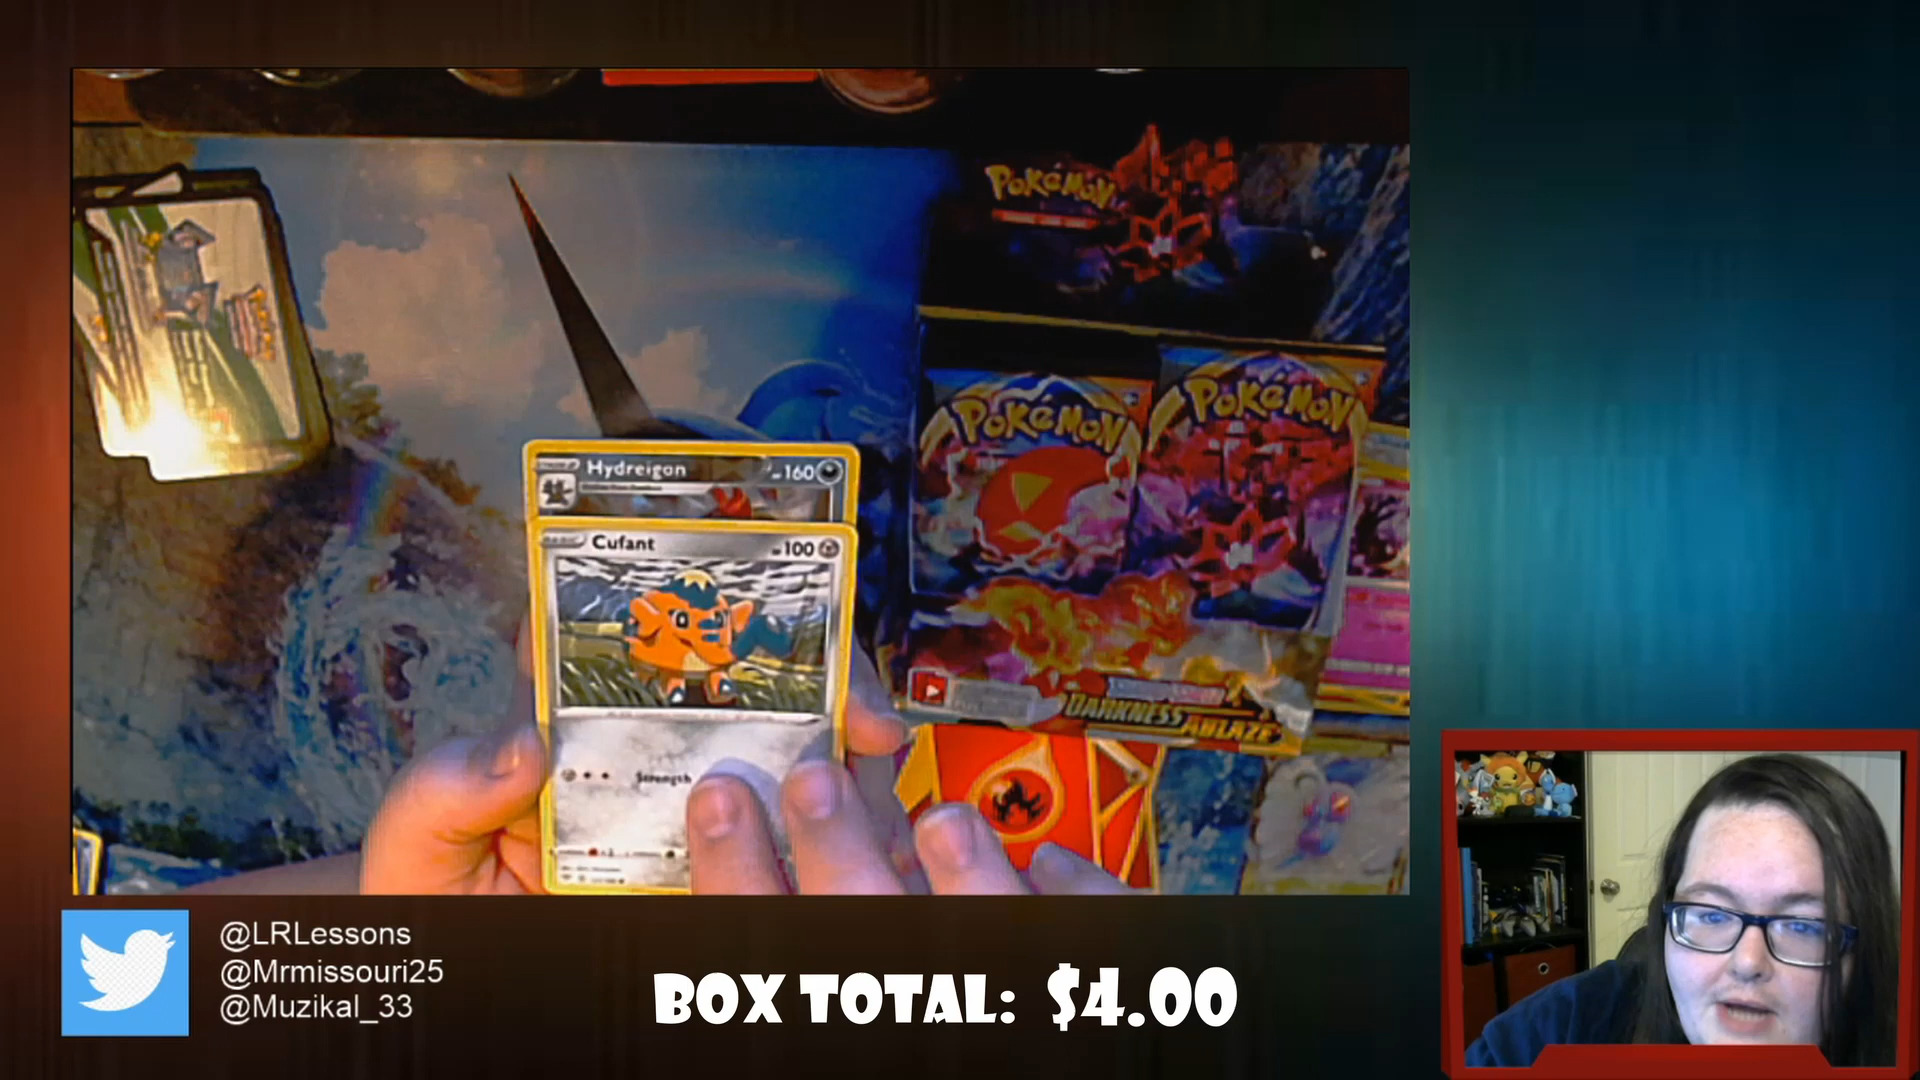 POKéMON
Hydreigon 160
POKéMON
POKéMON
Cufant 100
DARKNESS ABLAZE
Strength
@LRLessons
@Mrmissouri25
@Muzikal_33
BOX TOTAL: $4.00